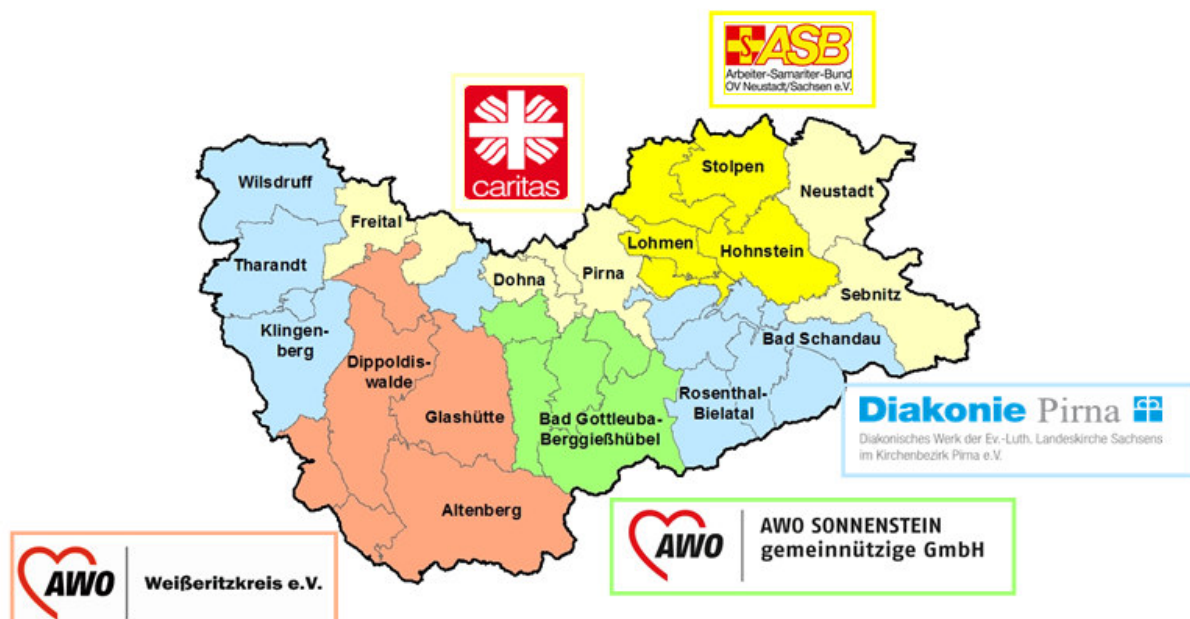 ASB
Arbeiter-Samariter-Bund
OV Neustadt/Sachsen e.V.
caritas
Wilsdruff
Stolpen
Neustadt
Freital
Lohmen
Hohnstein
Tharandt
Dohna
Pirna
Sebnitz
Klingen-
berg
Bad Schandau
Dippoldis-
walde
Rosenthal-
Bielatal
Glashütte
Bad Gottleuba-
Berggießhübel
Altenberg
Diakonie Pirna
Diakonisches Werk der Ev.-Luth. Landeskirche Sachsens
im Kirchenbezirk Pirna e.V.
AWO
AWO SONNENSTEIN
gemeinnützige GmbH
AWO
Weißeritzkreis e.V.